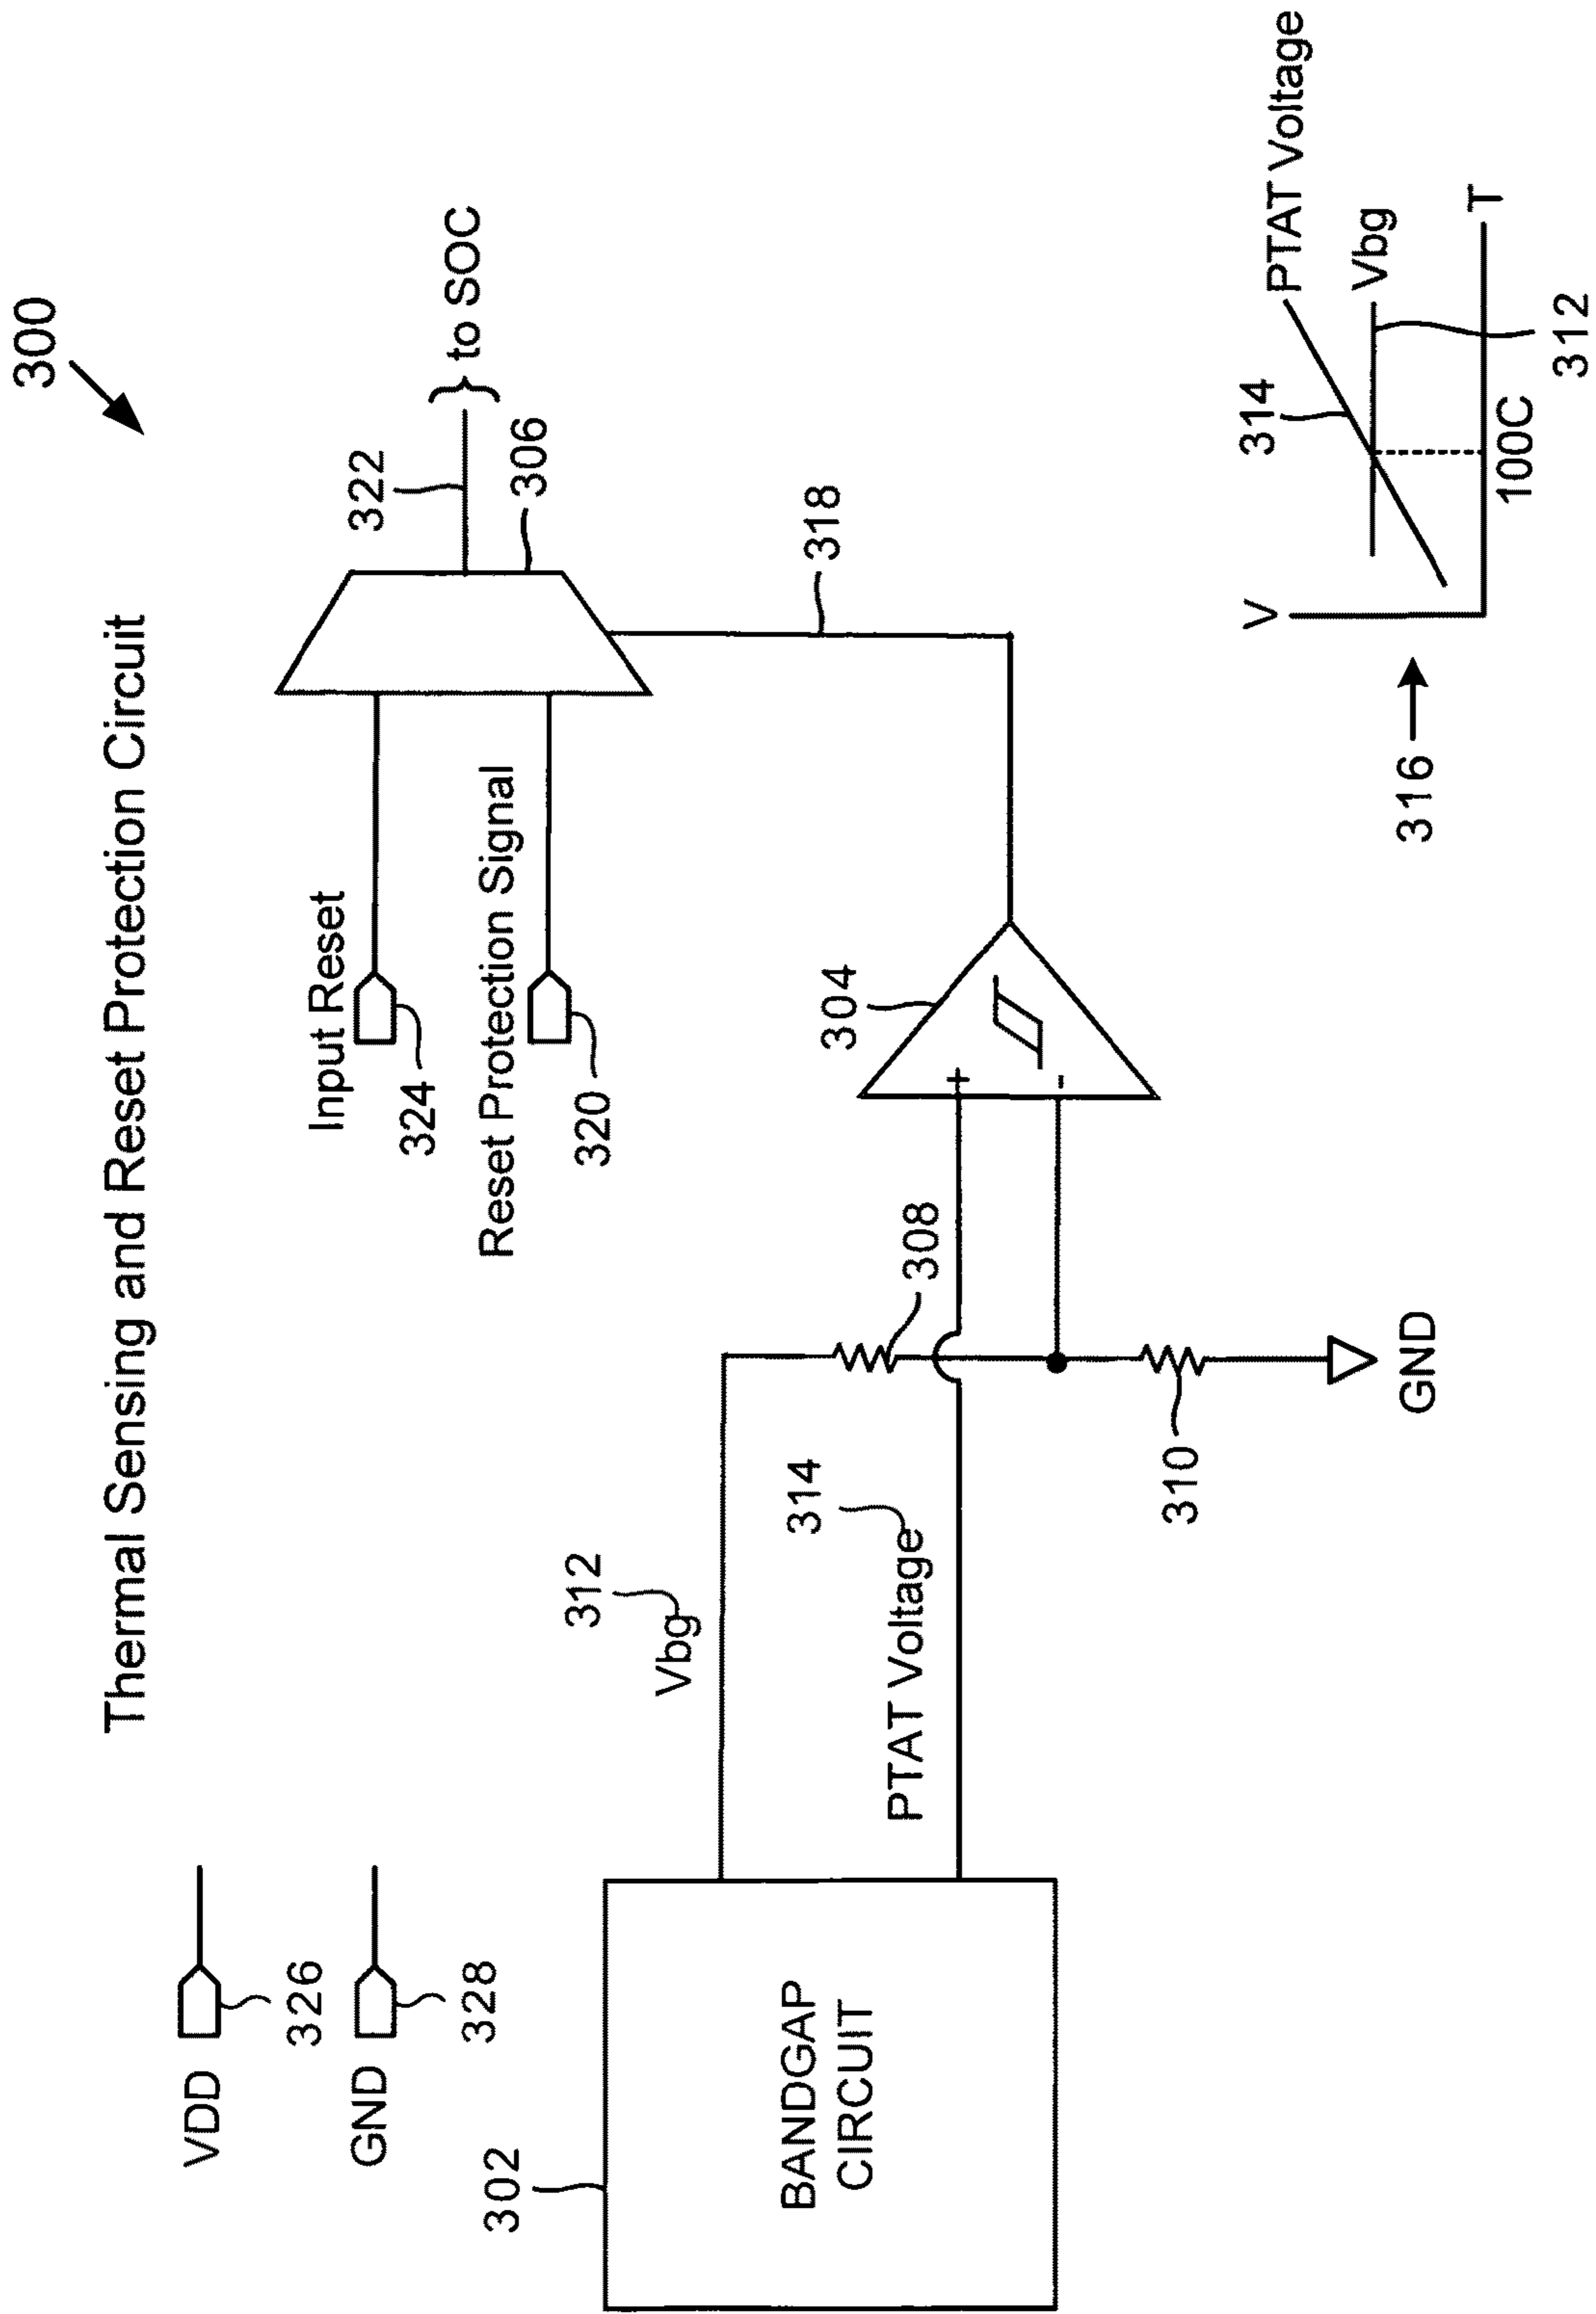 Thermal Sensing and Reset Protection Circuit
300
VDD
326
GND
328
Input Reset
324
Reset Protection Signal
320
322
to SOC
306
318
302
BANDGAP
CIRCUIT
312
Vbg
314
PTAT Voltage
308
304
+
-
310
GND
316
V
314
PTAT Voltage
Vbg
T
100C
312